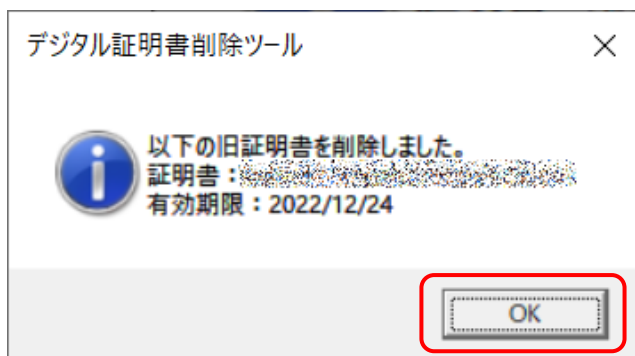 デジタル証明書削除ツール
以下の旧証明書を削除しました。
証明書：
有効期限：2022/12/24
OK